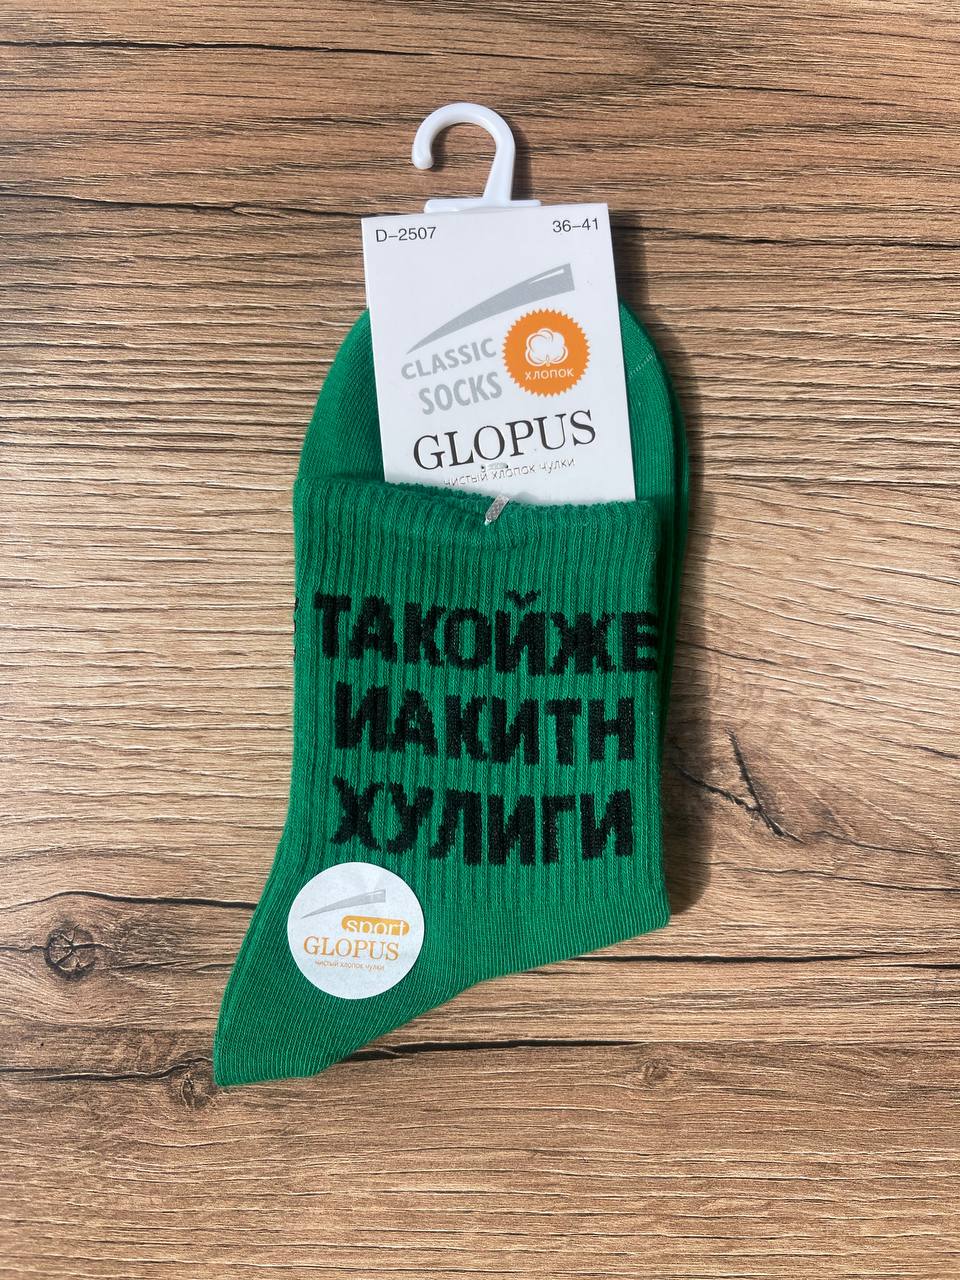 D-2507
36-41
CLASSIC
SOCKS
ХЛОПОК
GLOPUS
чистый хлопок чулки
ТАКОЙЖЕ
ИАКИТН
ХУЛИГИ
sport
GLOPUS
чистый хлопок чулки